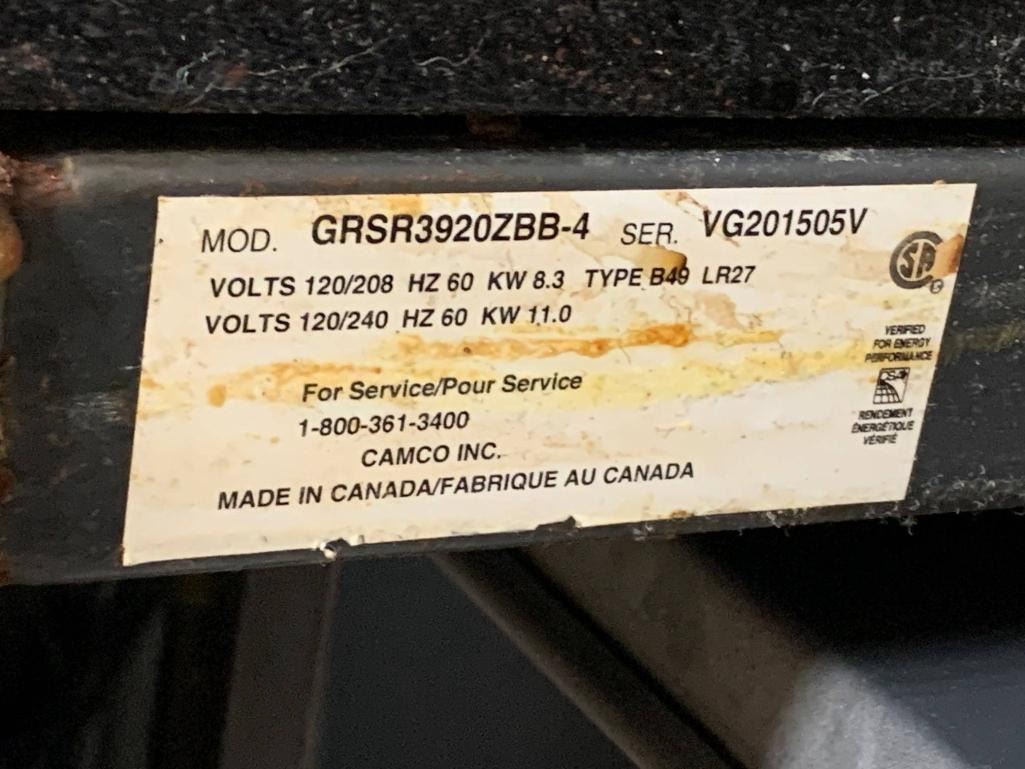 MOD. GRSR3920ZBB-4 SER. VG201505V
VOLTS 120/208 HZ 60 KW 8.3 TYPE B49 LR27
VOLTS 120/240 HZ 60 KW 11.0
For Service/Pour Service
1-800-361-3400
CAMCO INC.
MADE IN CANADA/FABRIQUE AU CANADA
SA
VERIFIED
FOR ENERGY
PERFORMANCE
CSA
RENDEMENT
ÉNERGÉTIQUE
VÉRIFIÉ